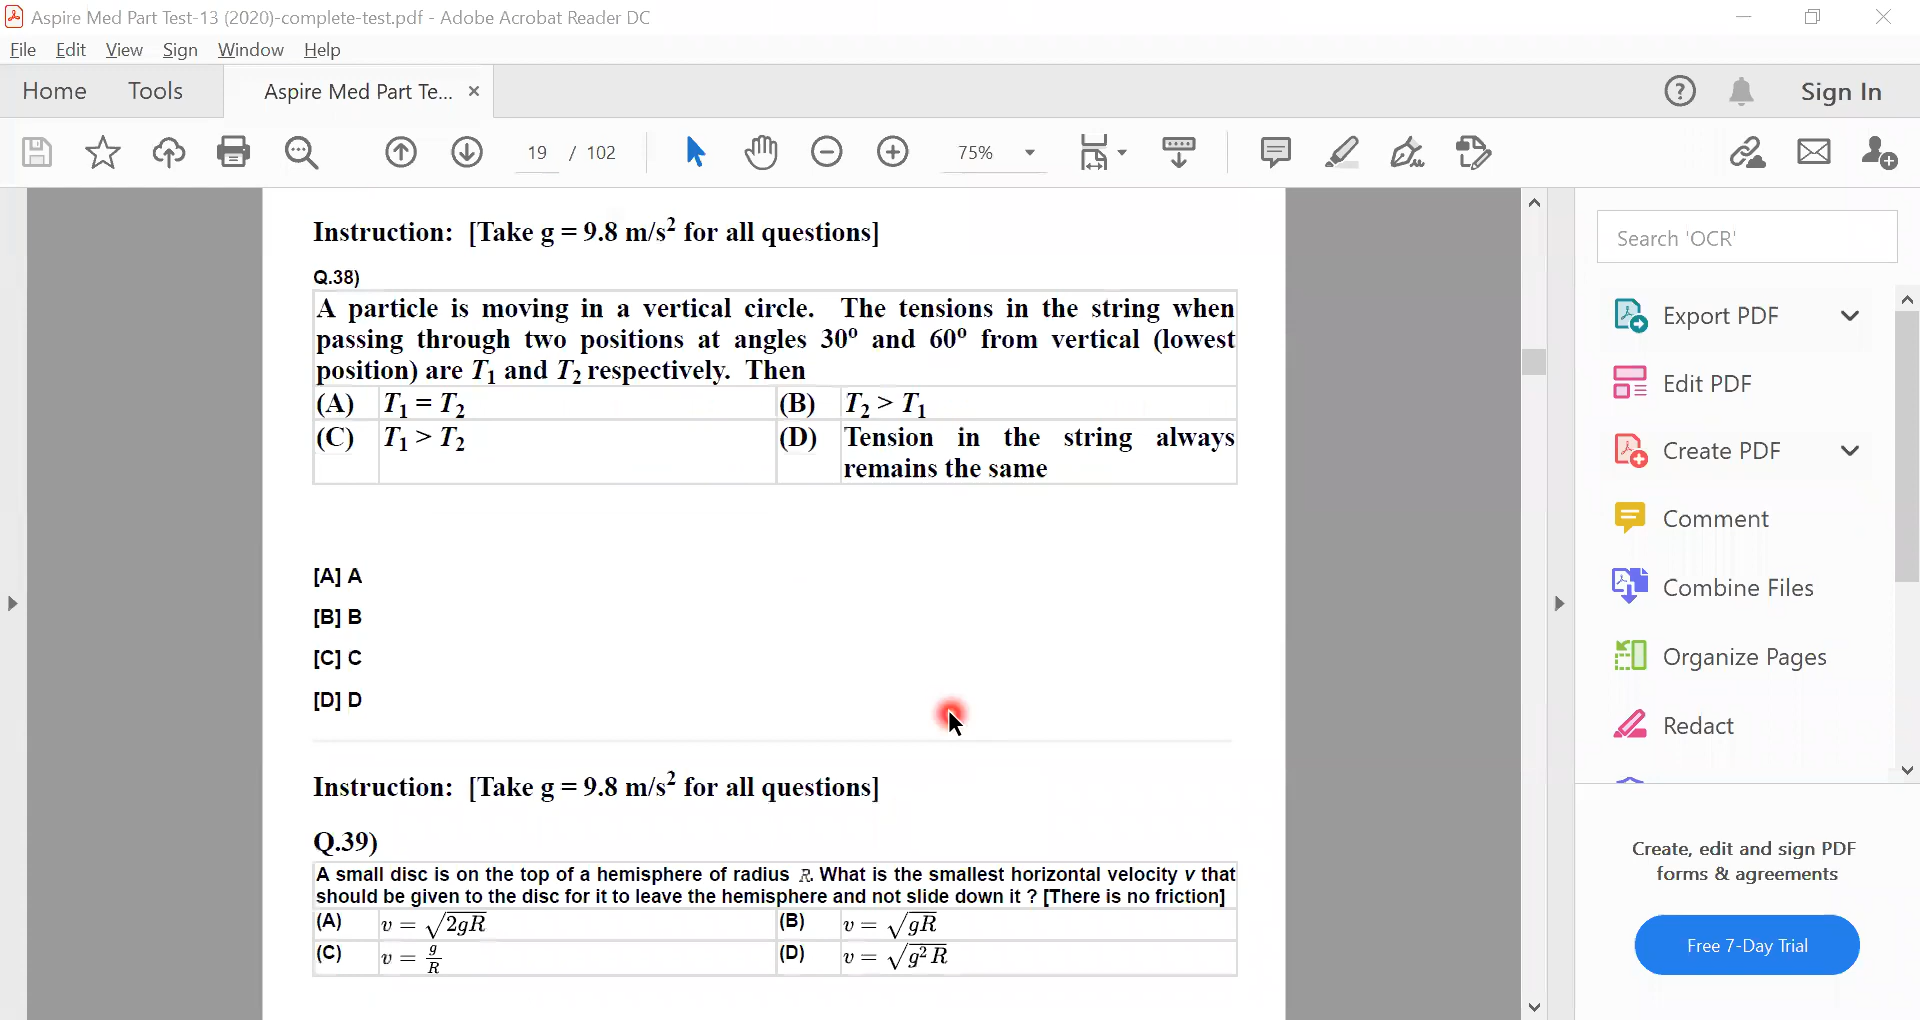 Aspire Med Part Test-13 (2020)-complete-test.pdf - Adobe Acrobat Reader DC
File Edit View Sign Window Help
Home Tools Aspire Med Part Te... × Sign In
19 / 102 75%
Instruction: [Take g = 9.8 m/s² for all questions]
Q.38)
A particle is moving in a vertical circle. The tensions in the string when
passing through two positions at angles 30º and 60º from vertical (lowest
position) are T₁ and T₂ respectively. Then
(A) T₁ = T₂ (B) T₂ > T₁
(C) T₁ > T₂ (D) Tension in the string always
remains the same
[A] A
[B] B
[C] C
[D] D
Instruction: [Take g = 9.8 m/s² for all questions]
Q.39)
A small disc is on the top of a hemisphere of radius R. What is the smallest horizontal velocity v that
should be given to the disc for it to leave the hemisphere and not slide down it ? [There is no friction]
(A) v = √(2gR) (B) v = √(gR)
(C) v = g/R (D) v = √(g²R)
Search 'OCR'
Export PDF
Edit PDF
Create PDF
Comment
Combine Files
Organize Pages
Redact
Create, edit and sign PDF
forms & agreements
Free 7-Day Trial